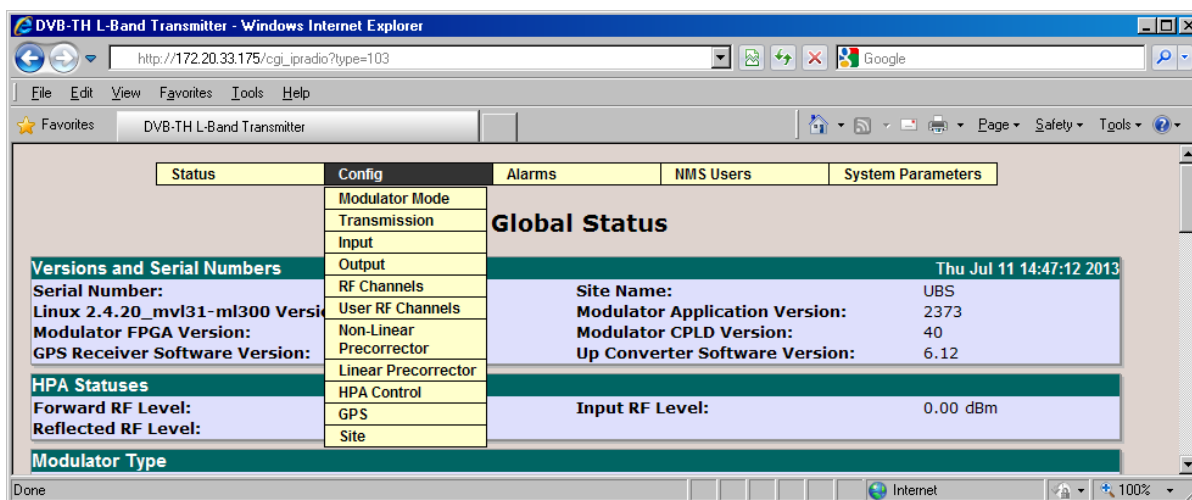 DVB-TH L-Band Transmitter - Windows Internet Explorer
http://172.20.33.175/cgi_ipradio?type=103
Google
File Edit View Favorites Tools Help
Favorites DVB-TH L-Band Transmitter Page Safety Tools
Status Config Alarms NMS Users System Parameters
Modulator Mode
Transmission
Input
Output
RF Channels
User RF Channels
Non-Linear
Precorrector
Linear Precorrector
HPA Control
GPS
Site
Global Status
Versions and Serial Numbers Thu Jul 11 14:47:12 2013
Serial Number: Site Name: UBS
Linux 2.4.20_mvl31-ml300 Modulator Application Version: 2373
Modulator FPGA Version: Modulator CPLD Version: 40
GPS Receiver Software Version: Up Converter Software Version: 6.12
HPA Statuses
Forward RF Level: Input RF Level: 0.00 dBm
Reflected RF Level:
Modulator Type
Done Internet 100%